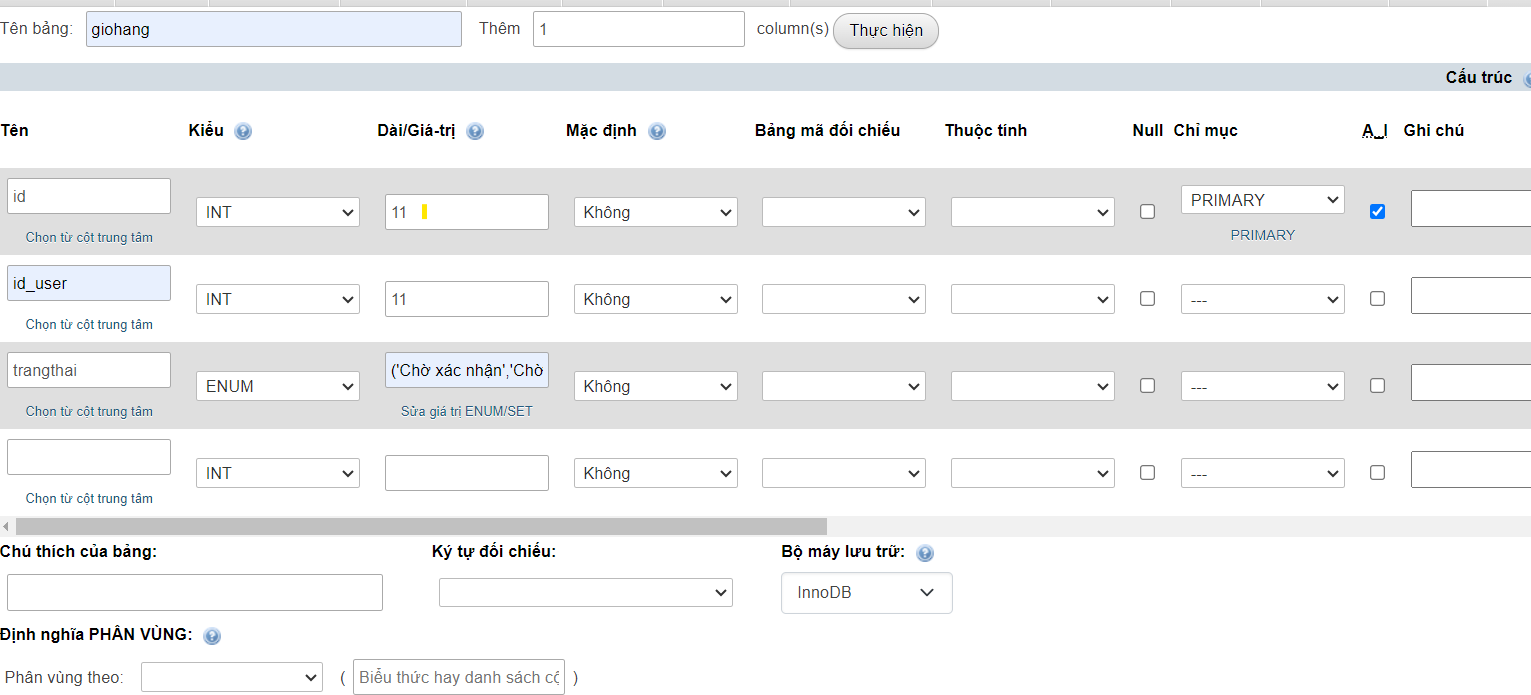 Tên bảng: giohang Thêm 1 column(s) Thực hiện
Cấu trúc
Tên Kiểu Dài/Giá-trị Mặc định Bảng mã đối chiếu Thuộc tính Null Chỉ mục A_I Ghi chú
id INT 11 Không PRIMARY
Chọn từ cột trung tâm PRIMARY
id_user INT 11 Không ---
Chọn từ cột trung tâm
trangthai ENUM ('Chờ xác nhận','Chờ Không ---
Chọn từ cột trung tâm Sửa giá trị ENUM/SET
INT Không ---
Chọn từ cột trung tâm
Chú thích của bảng: Ký tự đối chiếu: Bộ máy lưu trữ:
InnoDB
Định nghĩa PHÂN VÙNG:
Phân vùng theo: ( Biểu thức hay danh sách cộ )